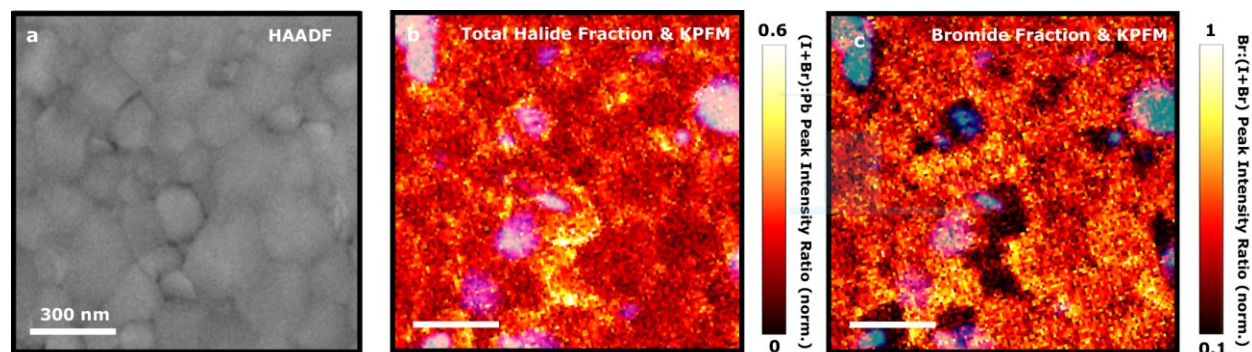 a
HAADF
300 nm
b
Total Halide Fraction & KPFM
0.6
0
(I+Br):Pb Peak Intensity Ratio (norm.)
c
Bromide Fraction & KPFM
1
0.1
Br:(I+Br) Peak Intensity Ratio (norm.)